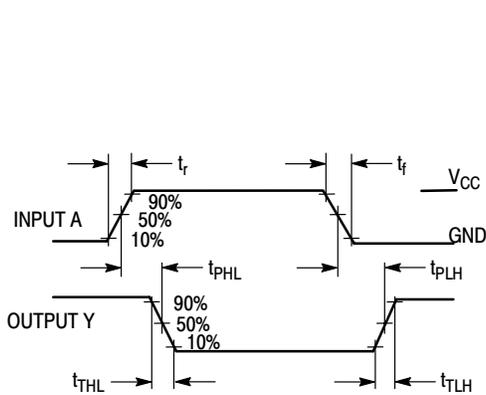 tr
tf
VCC
90%
INPUT A
50%
10%
GND
tPHL
tPLH
90%
OUTPUT Y
50%
10%
tTHL
tTLH